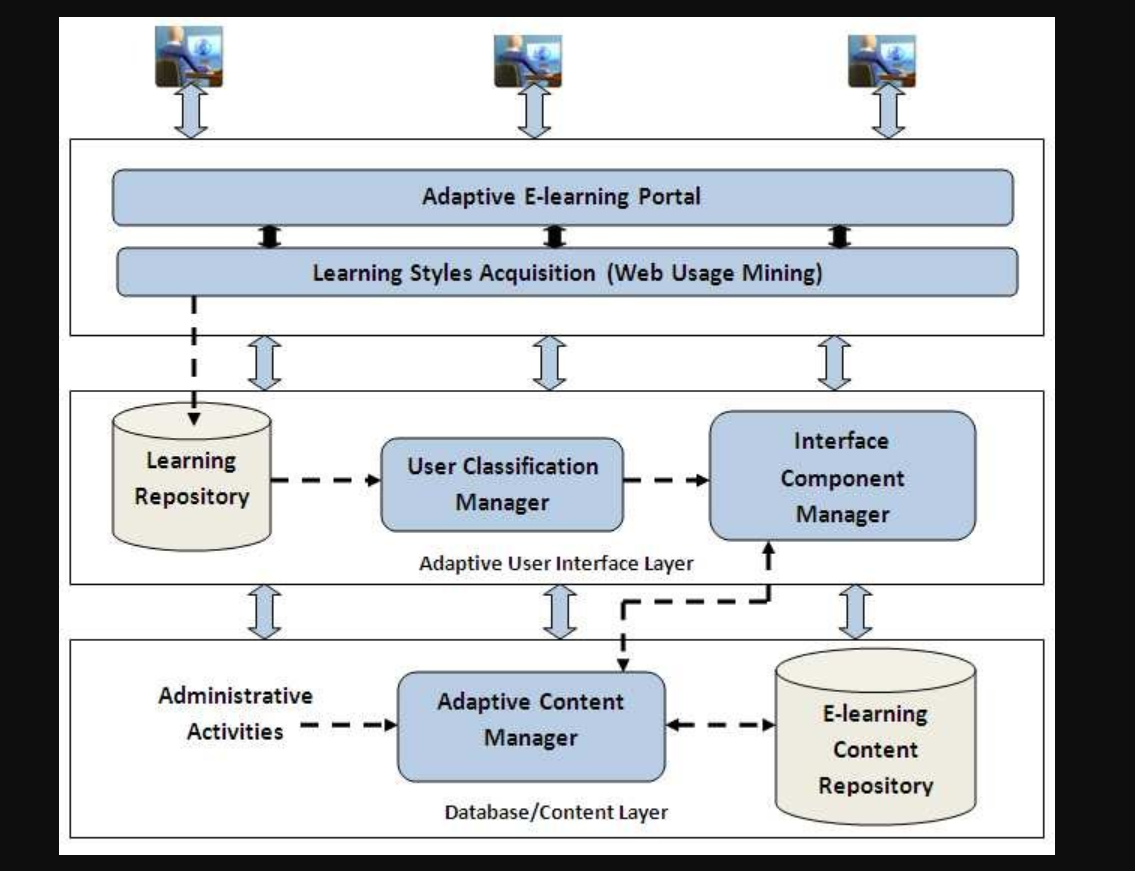 Adaptive E-learning Portal
Learning Styles Acquisition (Web Usage Mining)
Learning
Repository
User Classification
Manager
Interface
Component
Manager
Adaptive User Interface Layer
Administrative
Activities
Adaptive Content
Manager
E-learning
Content
Repository
Database/Content Layer